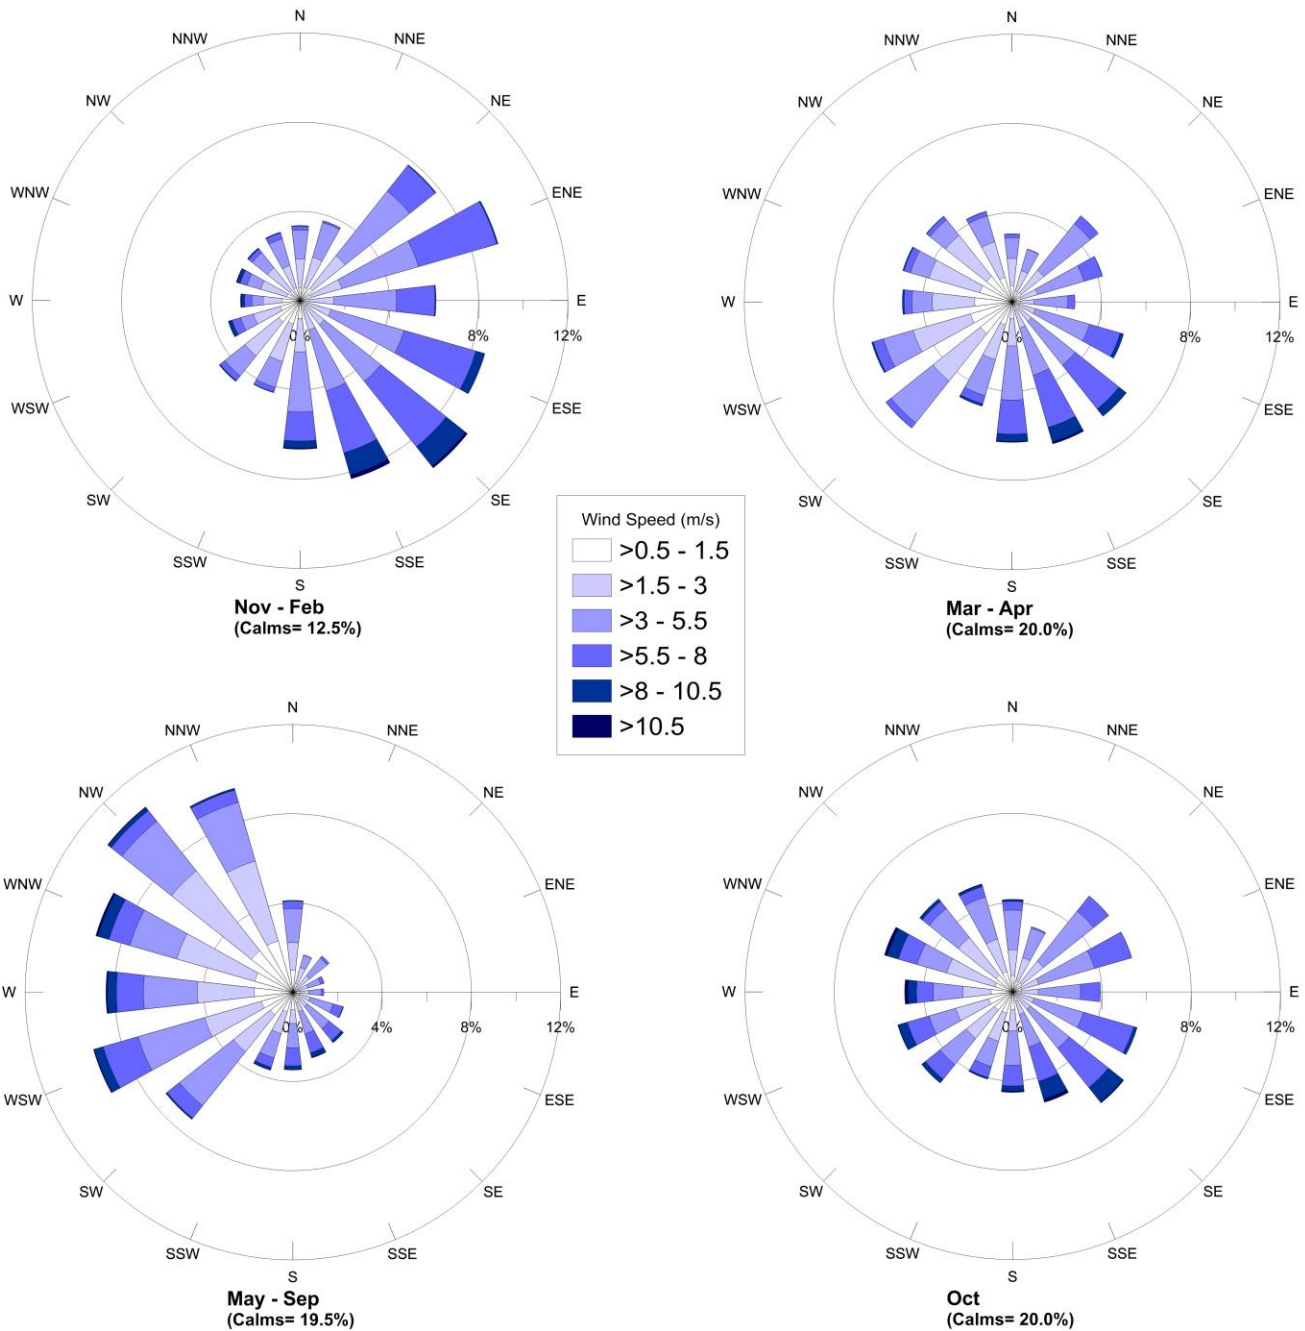 N
NNW
NNE
NW
NE
WNW
ENE
W
E
0%
8%
12%
WSW
ESE
SW
SE
SSW
SSE
S
Nov - Feb
(Calms= 12.5%)
N
NNW
NNE
NW
NE
WNW
ENE
W
E
0%
8%
12%
WSW
ESE
SW
SE
SSW
SSE
S
Mar - Apr
(Calms= 20.0%)
Wind Speed (m/s)
>0.5 - 1.5
>1.5 - 3
>3 - 5.5
>5.5 - 8
>8 - 10.5
>10.5
N
NNW
NNE
NW
NE
WNW
ENE
W
E
0%
4%
8%
12%
WSW
ESE
SW
SE
SSW
SSE
S
May - Sep
(Calms= 19.5%)
N
NNW
NNE
NW
NE
WNW
ENE
W
E
0%
8%
12%
WSW
ESE
SW
SE
SSW
SSE
S
Oct
(Calms= 20.0%)